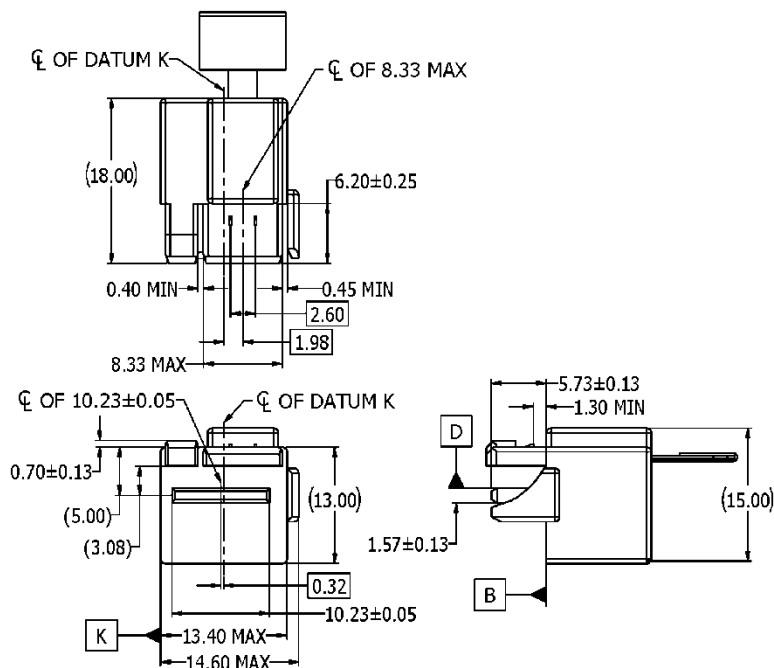 ℄ OF DATUM K
℄ OF 8.33 MAX
(18.00)
6.20±0.25
0.40 MIN
0.45 MIN
2.60
1.98
8.33 MAX
℄ OF 10.23±0.05
℄ OF DATUM K
5.73±0.13
1.30 MIN
D
0.70±0.13
(5.00)
(3.08)
(13.00)
(15.00)
1.57±0.13
0.32
10.23±0.05
B
K
13.40 MAX
14.60 MAX